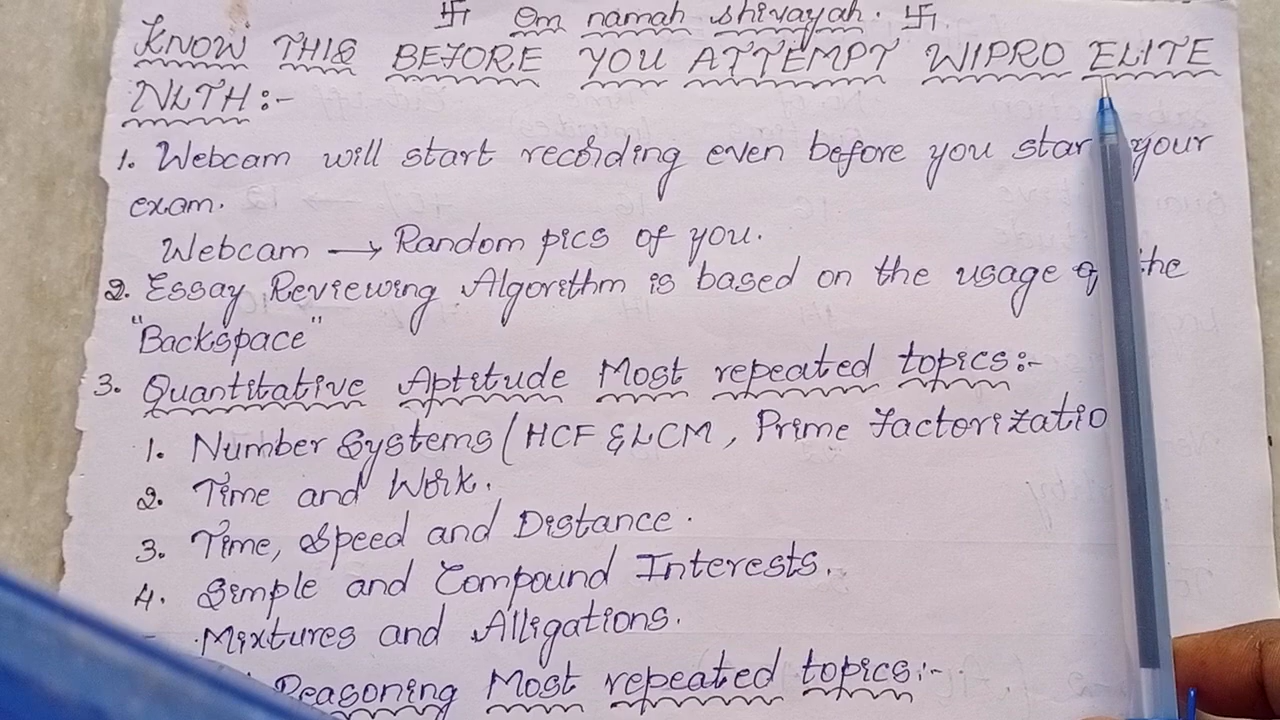 卐 Om namah shivayah. 卐
KNOW THIS BEFORE YOU ATTEMPT WIPRO ELITE
NLTH:-
1. Webcam will start recording even before you star your
exam.
Webcam → Random pics of you.
2. Essay Reviewing Algorithm is based on the usage of the
"Backspace"
3. Quantitative Aptitude Most repeated topics:-
1. Number Systems (HCF & LCM, Prime Factorizatio
2. Time and Work.
3. Time, Speed and Distance.
4. Simple and Compound Interests.
Mixtures and Alligations.
Reasoning Most repeated topics:-